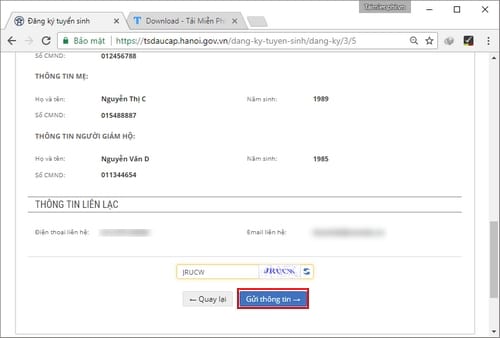 Đăng ký tuyển sinh
Download - Tải Miễn Phí
Taimienphi.vn
Bảo mật
https://tsdaucap.hanoi.gov.vn/dang-ky-tuyen-sinh/dang-ky/3/5
Số CMND: 012456788
THÔNG TIN MẸ:
Họ và tên: Nguyễn Thị C Năm sinh: 1989
Số CMND: 015488887
THÔNG TIN NGƯỜI GIÁM HỘ:
Họ và tên: Nguyễn Văn D Năm sinh: 1985
Số CMND: 011344654
THÔNG TIN LIÊN LẠC
Điện thoại liên hệ: Email liên hệ:
JRUCW JRUCW
← Quay lại Gửi thông tin →